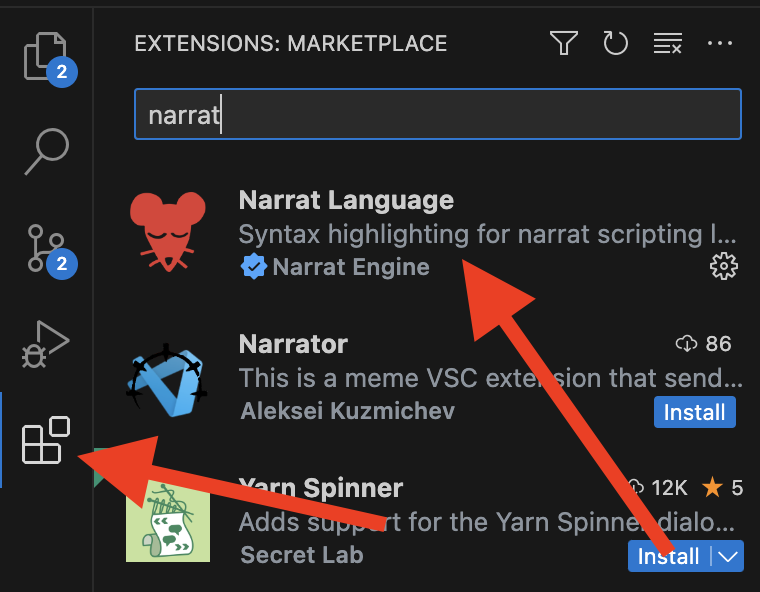 EXTENSIONS: MARKETPLACE
2
narrat
Narrat Language
Syntax highlighting for narrat scripting l...
Narrat Engine
2
Narrator
86
This is a meme VSC extension that send...
Aleksei Kuzmichev
Install
Yarn Spinner
12K
5
Adds support for the Yarn Spinner dialo...
Secret Lab
Install